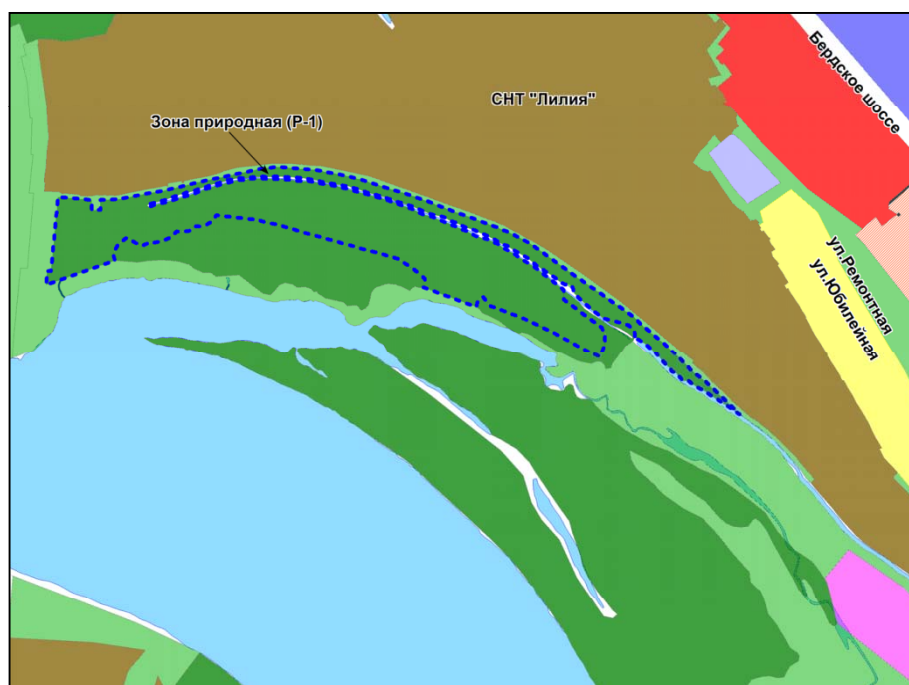 Бердское шоссе
СНТ "Лилия"
Зона природная (Р-1)
ул.Ремонтная
ул.Юбилейная